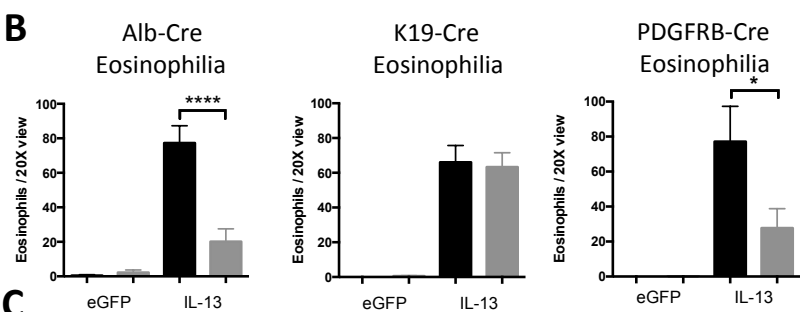 B
Alb-Cre
Eosinophilia
****
Eosinophils / 20X view
100
80
60
40
20
0
eGFP IL-13
K19-Cre
Eosinophilia
Eosinophils / 20X view
100
80
60
40
20
0
eGFP IL-13
PDGFRB-Cre
Eosinophilia
*
Eosinophils / 20X view
100
80
60
40
20
0
eGFP IL-13
C